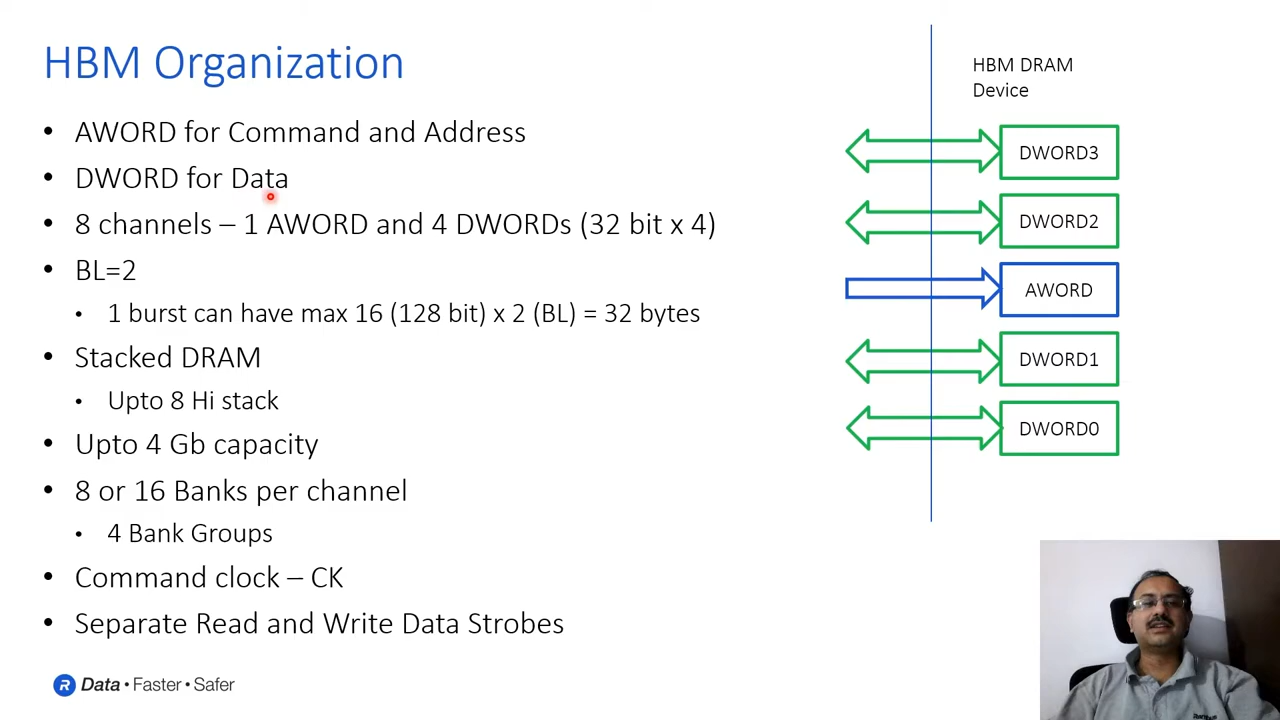 HBM Organization
• AWORD for Command and Address
• DWORD for Data
• 8 channels – 1 AWORD and 4 DWORDs (32 bit x 4)
• BL=2
• 1 burst can have max 16 (128 bit) x 2 (BL) = 32 bytes
• Stacked DRAM
• Upto 8 Hi stack
• Upto 4 Gb capacity
• 8 or 16 Banks per channel
• 4 Bank Groups
• Command clock – CK
• Separate Read and Write Data Strobes
R Data • Faster • Safer
HBM DRAM
Device
DWORD3
DWORD2
AWORD
DWORD1
DWORD0